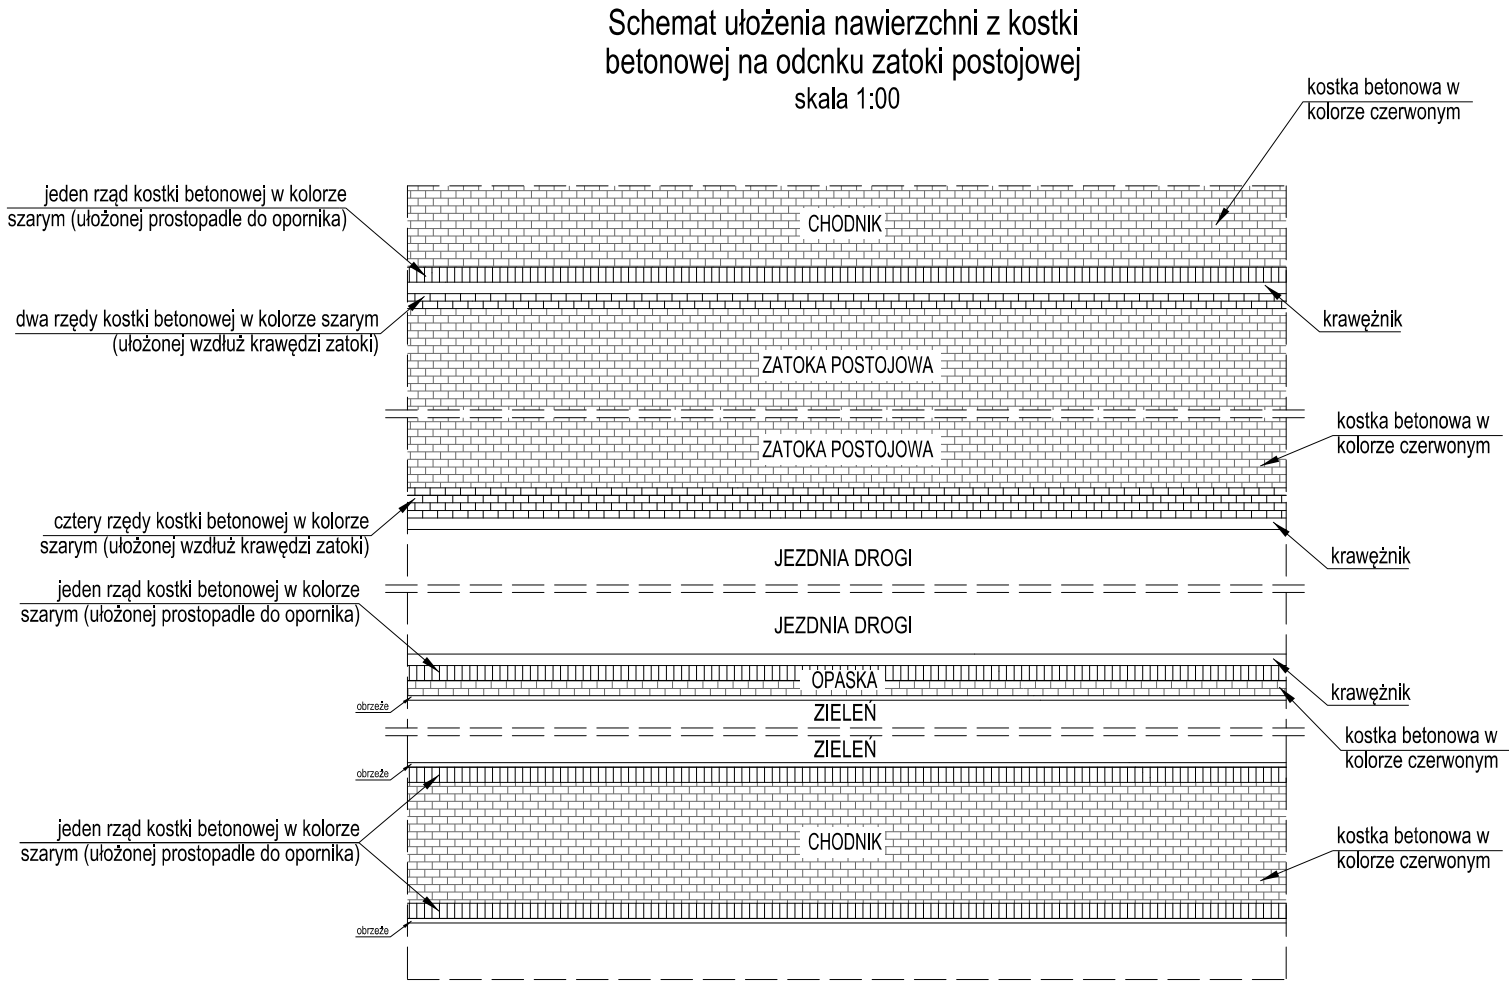 Schemat ułożenia nawierzchni z kostki
betonowej na odcnku zatoki postojowej
skala 1:00
kostka betonowa w
kolorze czerwonym
jeden rząd kostki betonowej w kolorze
szarym (ułożonej prostopadle do opornika)
CHODNIK
dwa rzędy kostki betonowej w kolorze szarym
(ułożonej wzdłuż krawędzi zatoki)
krawężnik
ZATOKA POSTOJOWA
ZATOKA POSTOJOWA
kostka betonowa w
kolorze czerwonym
cztery rzędy kostki betonowej w kolorze
szarym (ułożonej wzdłuż krawędzi zatoki)
JEZDNIA DROGI
krawężnik
jeden rząd kostki betonowej w kolorze
szarym (ułożonej prostopadle do opornika)
JEZDNIA DROGI
OPASKA
krawężnik
obrzeże
ZIELEŃ
kostka betonowa w
kolorze czerwonym
ZIELEŃ
obrzeże
jeden rząd kostki betonowej w kolorze
szarym (ułożonej prostopadle do opornika)
CHODNIK
kostka betonowa w
kolorze czerwonym
obrzeże